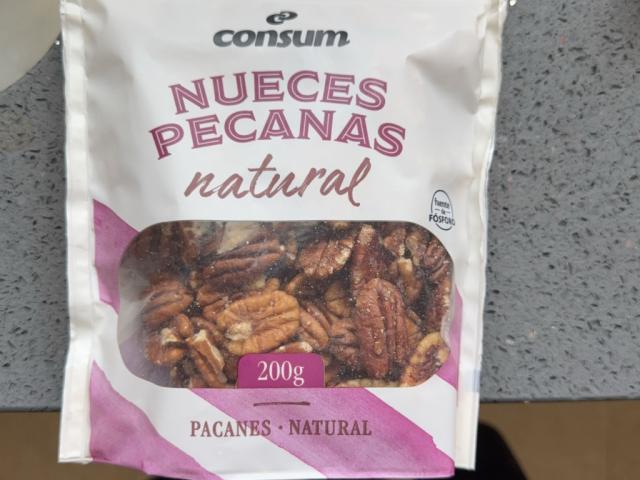 consum
NUECES
PECANAS
natural
fuente
de
FÓSFORO
200g
PACANES · NATURAL